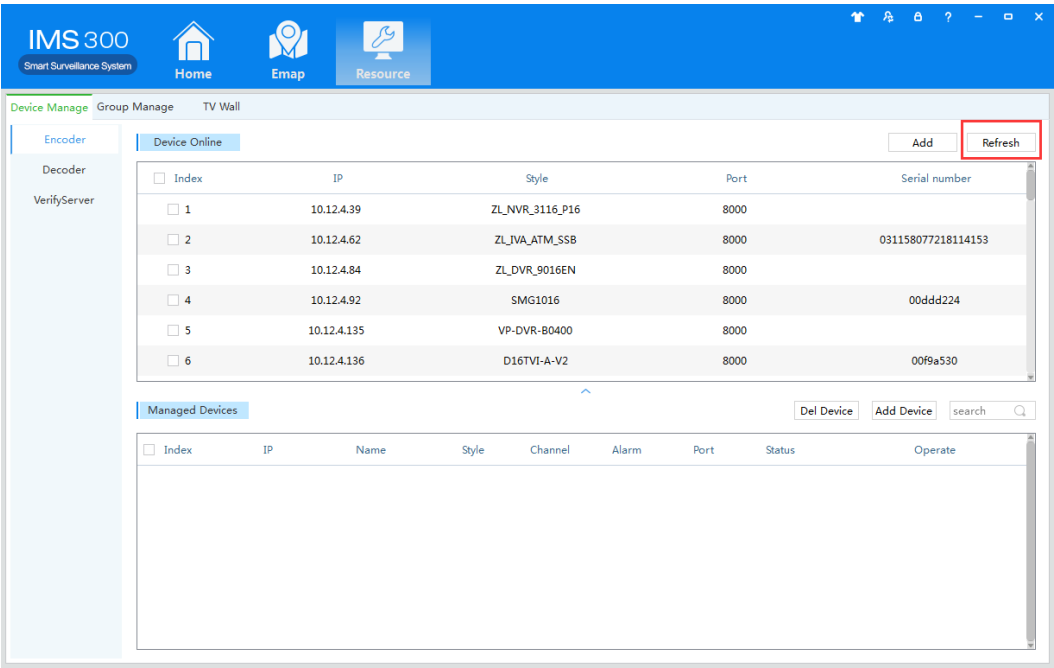 IMS 300
Smart Surveillance System
Home
Emap
Resource
?
Device Manage Group Manage TV Wall
Encoder
Decoder
VerifyServer
Device Online
Add
Refresh
Index IP Style Port Serial number
1 10.12.4.39 ZL_NVR_3116_P16 8000
2 10.12.4.62 ZL_IVA_ATM_SSB 8000 031158077218114153
3 10.12.4.84 ZL_DVR_9016EN 8000
4 10.12.4.92 SMG1016 8000 00ddd224
5 10.12.4.135 VP-DVR-B0400 8000
6 10.12.4.136 D16TVI-A-V2 8000 00f9a530
Managed Devices
Del Device
Add Device
search
Index IP Name Style Channel Alarm Port Status Operate